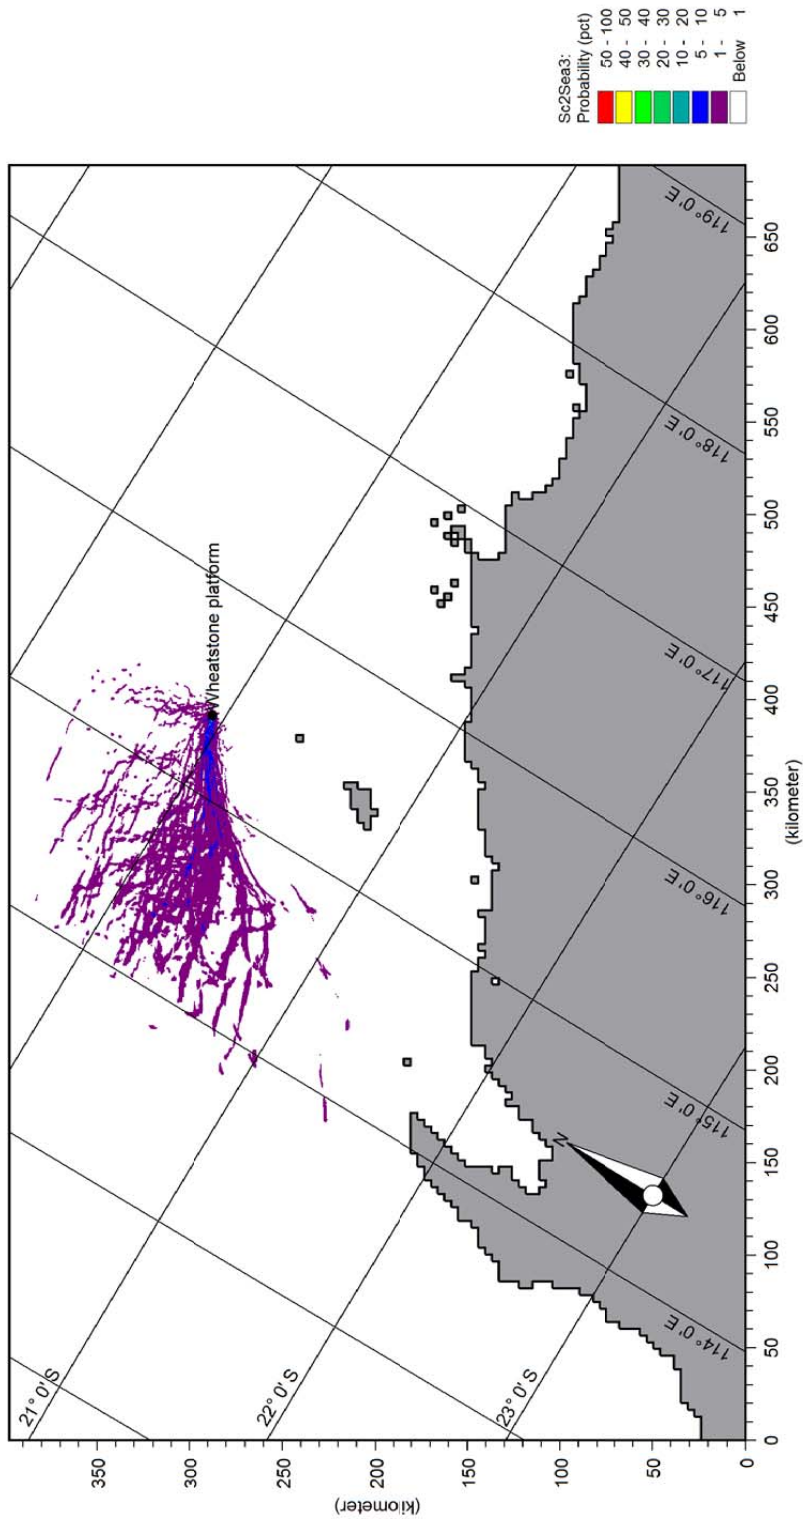 Sc2Sea3:
Probability (pct)
50 - 100
40 - 50
30 - 40
20 - 30
10 - 20
5 - 10
1 - 5
Below 1
Wheatstone platform
21° 0' S
22° 0' S
23° 0' S
114° 0' E
115° 0' E
116° 0' E
117° 0' E
118° 0' E
119° 0' E
N
350
300
250
200
150
100
50
(kilometer)
0
50
100
150
200
250
300
350
400
450
500
550
600
650
(kilometer)